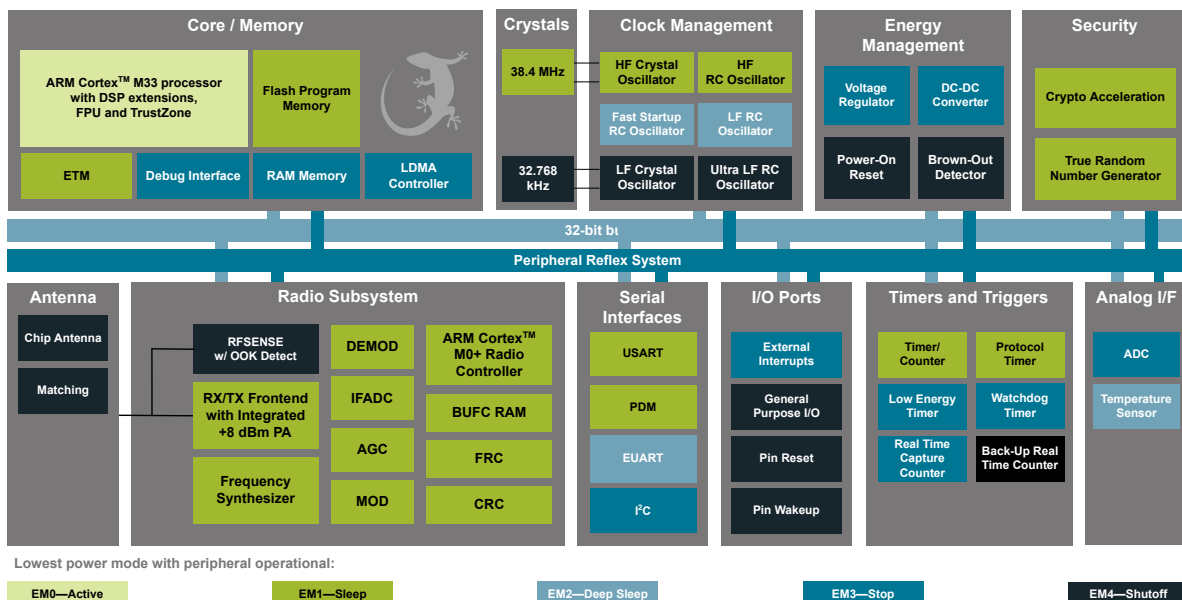 Core / Memory
ARM Cortex™ M33 processor
with DSP extensions,
FPU and TrustZone
Flash Program
Memory
ETM
Debug Interface
RAM Memory
LDMA
Controller
Crystals
38.4 MHz
32.768
kHz
Clock Management
HF Crystal
Oscillator
HF
RC Oscillator
Fast Startup
RC Oscillator
LF RC
Oscillator
LF Crystal
Oscillator
Ultra LF RC
Oscillator
Energy
Management
Voltage
Regulator
DC-DC
Converter
Power-On
Reset
Brown-Out
Detector
Security
Crypto Acceleration
True Random
Number Generator
32-bit bu
Peripheral Reflex System
Antenna
Chip Antenna
Matching
Radio Subsystem
RFSENSE
w/ OOK Detect
RX/TX Frontend
with Integrated
+8 dBm PA
Frequency
Synthesizer
DEMOD
IFADC
AGC
MOD
ARM Cortex™
M0+ Radio
Controller
BUFC RAM
FRC
CRC
Serial
Interfaces
USART
PDM
EUART
I²C
I/O Ports
External
Interrupts
General
Purpose I/O
Pin Reset
Pin Wakeup
Timers and Triggers
Timer/
Counter
Protocol
Timer
Low Energy
Timer
Watchdog
Timer
Real Time
Capture
Counter
Back-Up Real
Time Counter
Analog I/F
ADC
Temperature
Sensor
Lowest power mode with peripheral operational:
EM0—Active
EM1—Sleep
EM2—Deep Sleep
EM3—Stop
EM4—Shutoff